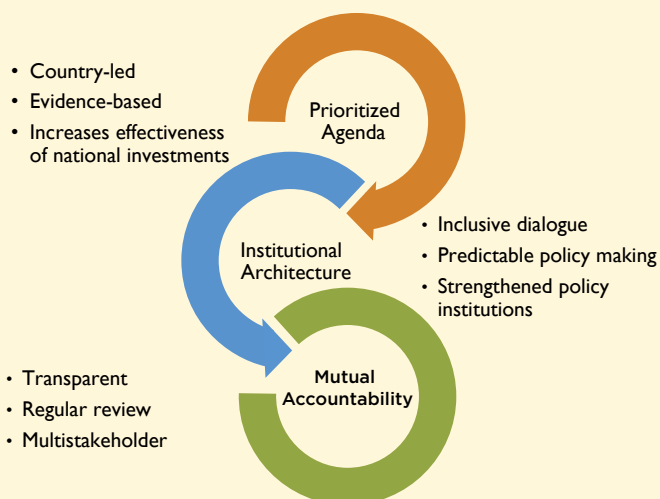 • Country-led
• Evidence-based
• Increases effectiveness
of national investments
Prioritized
Agenda
Institutional
Architecture
• Inclusive dialogue
• Predictable policy making
• Strengthened policy
institutions
• Transparent
• Regular review
• Multistakeholder
Mutual
Accountability